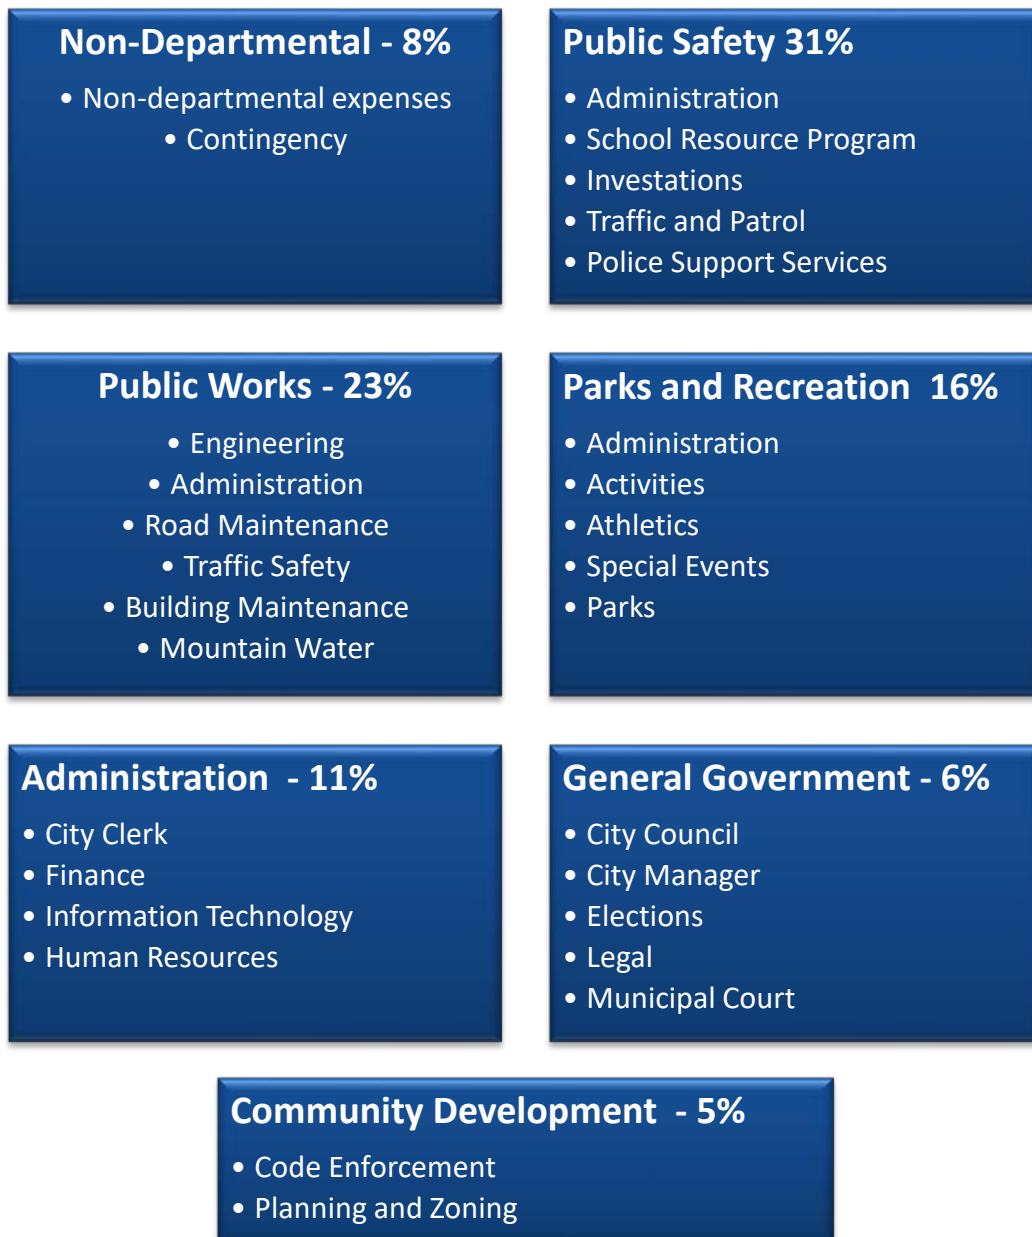 Non-Departmental - 8%
• Non-departmental expenses
• Contingency
Public Safety 31%
• Administration
• School Resource Program
• Investations
• Traffic and Patrol
• Police Support Services
Public Works - 23%
• Engineering
• Administration
• Road Maintenance
• Traffic Safety
• Building Maintenance
• Mountain Water
Parks and Recreation  16%
• Administration
• Activities
• Athletics
• Special Events
• Parks
Administration  - 11%
• City Clerk
• Finance
• Information Technology
• Human Resources
General Government - 6%
• City Council
• City Manager
• Elections
• Legal
• Municipal Court
Community Development  - 5%
• Code Enforcement
• Planning and Zoning